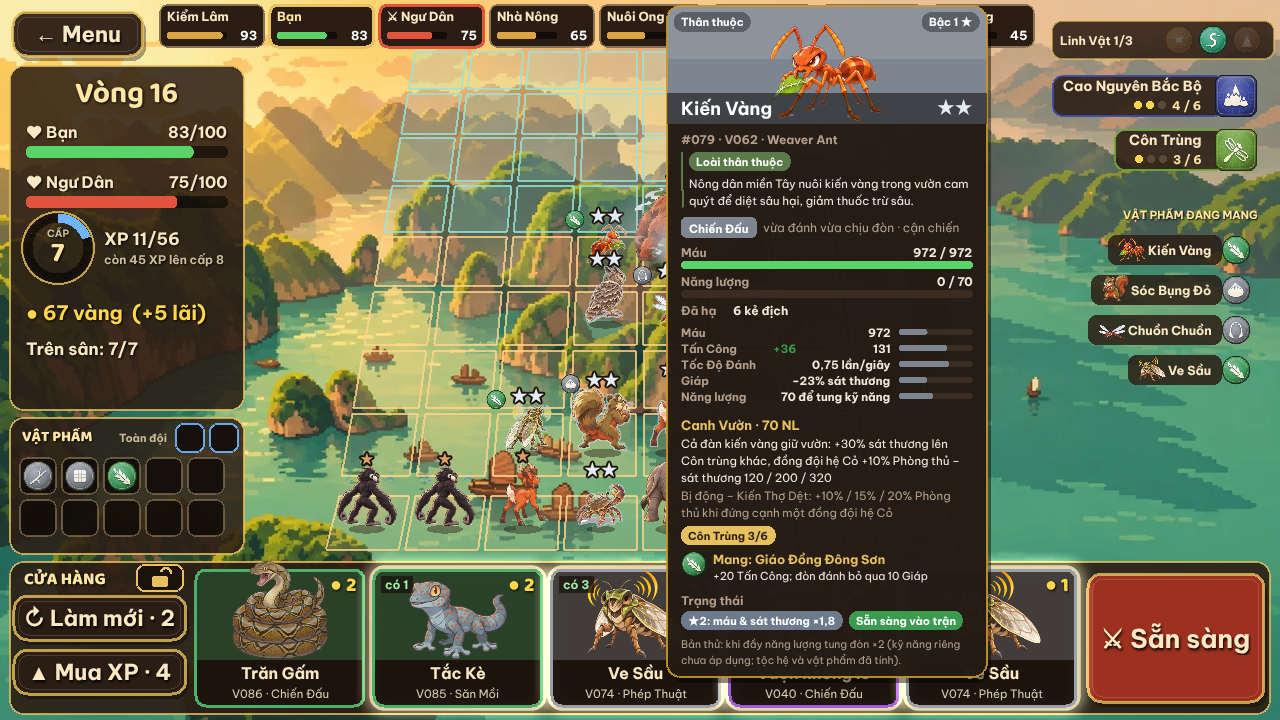 ← Menu
Kiểm Lâm
93
Bạn
83
⚔ Ngư Dân
75
Nhà Nông
65
Nuôi Ong
45
Linh Vật 1/3
Vòng 16
♥ Bạn 83/100
♥ Ngư Dân 75/100
CẤP
7
XP 11/56
còn 45 XP lên cấp 8
● 67 vàng (+5 lãi)
Trên sân: 7/7
VẬT PHẨM Toàn đội
Thân thuộc Bậc 1 ★
Kiến Vàng ★★
#079 · V062 · Weaver Ant
Loài thân thuộc
Nông dân miền Tây nuôi kiến vàng trong vườn cam
quýt để diệt sâu hại, giảm thuốc trừ sâu.
Chiến Đấu vừa đánh vừa chịu đòn · cận chiến
Máu 972 / 972
Năng lượng 0 / 70
Đã hạ 6 kẻ địch
Máu 972
Tấn Công +36 131
Tốc Độ Đánh 0,75 lần/giây
Giáp −23% sát thương
Năng lượng 70 để tung kỹ năng
Canh Vườn · 70 NL
Cả đàn kiến vàng giữ vườn: +30% sát thương lên
Côn trùng khác, đồng đội hệ Cỏ +10% Phòng thủ –
sát thương 120 / 200 / 320
Bị động – Kiến Thợ Dệt: +10% / 15% / 20% Phòng
thủ khi đứng cạnh một đồng đội hệ Cỏ
Côn Trùng 3/6
Mang: Giáo Đồng Đông Sơn
+20 Tấn Công; đòn đánh bỏ qua 10 Giáp
Trạng thái
★2: máu & sát thương ×1,8 Sẵn sàng vào trận
Bản thử: khi đầy năng lượng tung đòn ×2 (kỹ năng riêng
chưa áp dụng; tộc hệ và vật phẩm đã tính).
Cao Nguyên Bắc Bộ
4 / 6
Côn Trùng
3 / 6
VẬT PHẨM ĐANG MANG
Kiến Vàng
Sóc Bụng Đỏ
Chuồn Chuồn
Ve Sầu
CỬA HÀNG
↻ Làm mới · 2
▲ Mua XP · 4
● 2
Trăn Gấm
V086 · Chiến Đấu
có 1
● 2
Tắc Kè
V085 · Săn Mồi
có 3
Ve Sầu
V074 · Phép Thuật
V040 · Chiến Đấu
● 1
V074 · Phép Thuật
⚔ Sẵn sàng